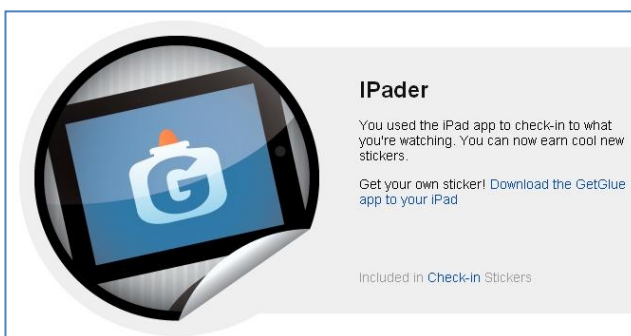 G
IPader
You used the iPad app to check-in to what
you're watching. You can now earn cool new
stickers.
Get your own sticker! Download the GetGlue
app to your iPad
Included in Check-in Stickers